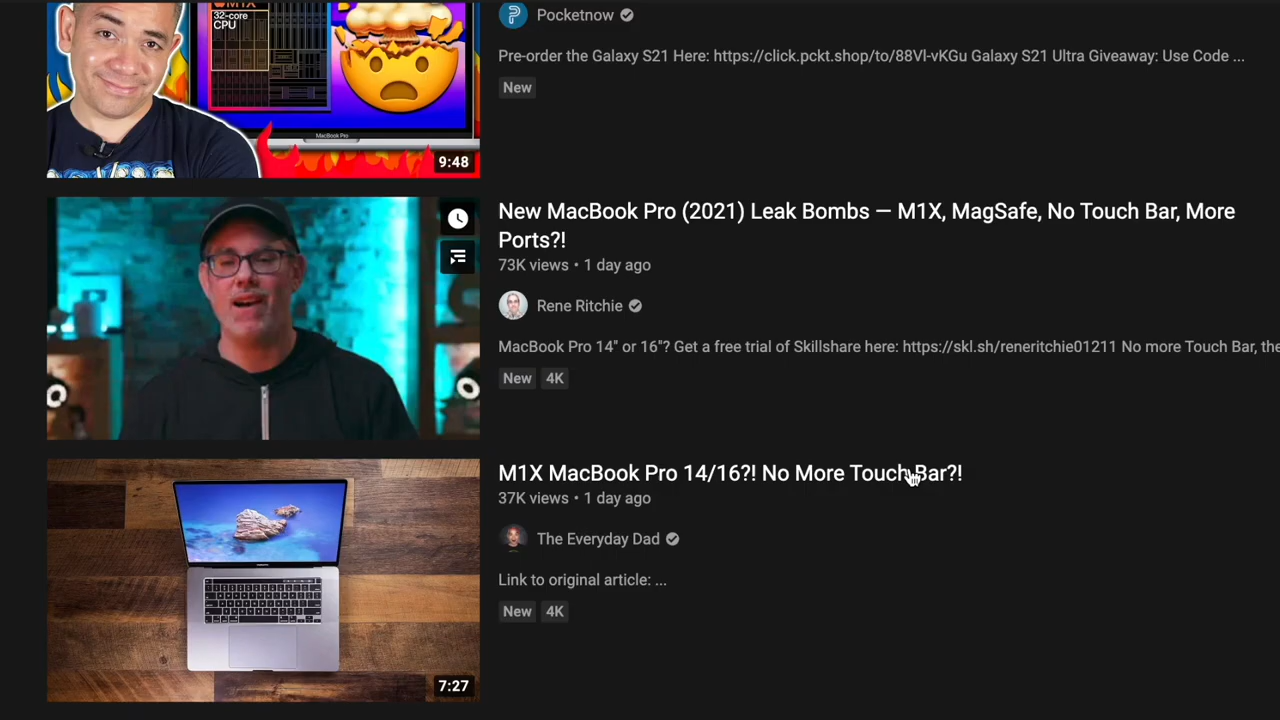 32-core
CPU
MacBook Pro
9:48
Pocketnow
Pre-order the Galaxy S21 Here: https://click.pckt.shop/to/88Vl-vKGu Galaxy S21 Ultra Giveaway: Use Code ...
New
New MacBook Pro (2021) Leak Bombs — M1X, MagSafe, No Touch Bar, More
Ports?!
73K views • 1 day ago
Rene Ritchie
MacBook Pro 14" or 16"? Get a free trial of Skillshare here: https://skl.sh/reneritchie01211 No more Touch Bar, the
New 4K
M1X MacBook Pro 14/16?! No More Touch Bar?!
37K views • 1 day ago
The Everyday Dad
Link to original article: ...
New 4K
7:27